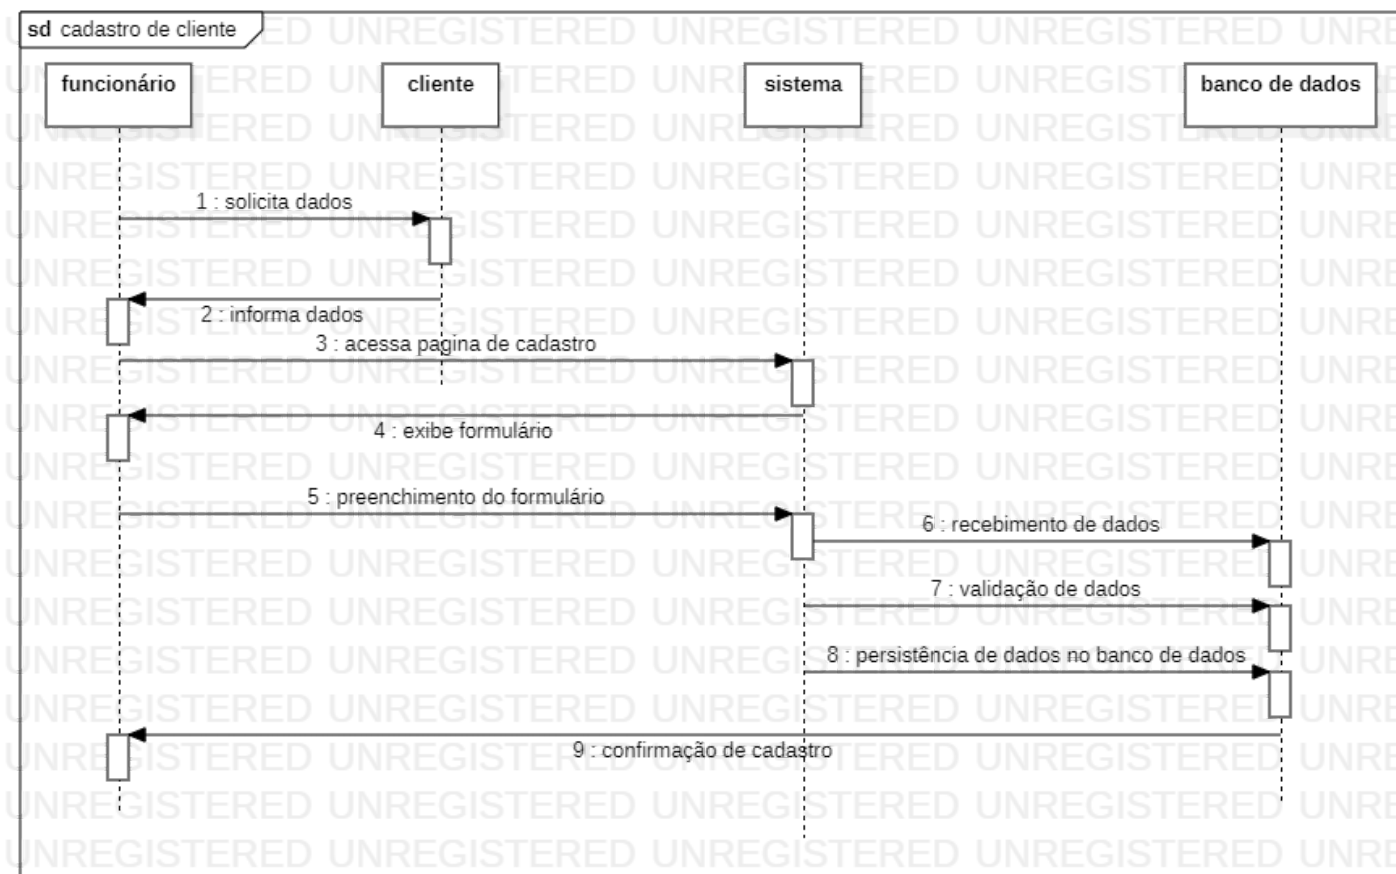 sd cadastro de cliente
funcionário
cliente
sistema
banco de dados
1 : solicita dados
2 : informa dados
3 : acessa pagina de cadastro
4 : exibe formulário
5 : preenchimento do formulário
6 : recebimento de dados
7 : validação de dados
8 : persistência de dados no banco de dados
9 : confirmação de cadastro
UNREGISTERED